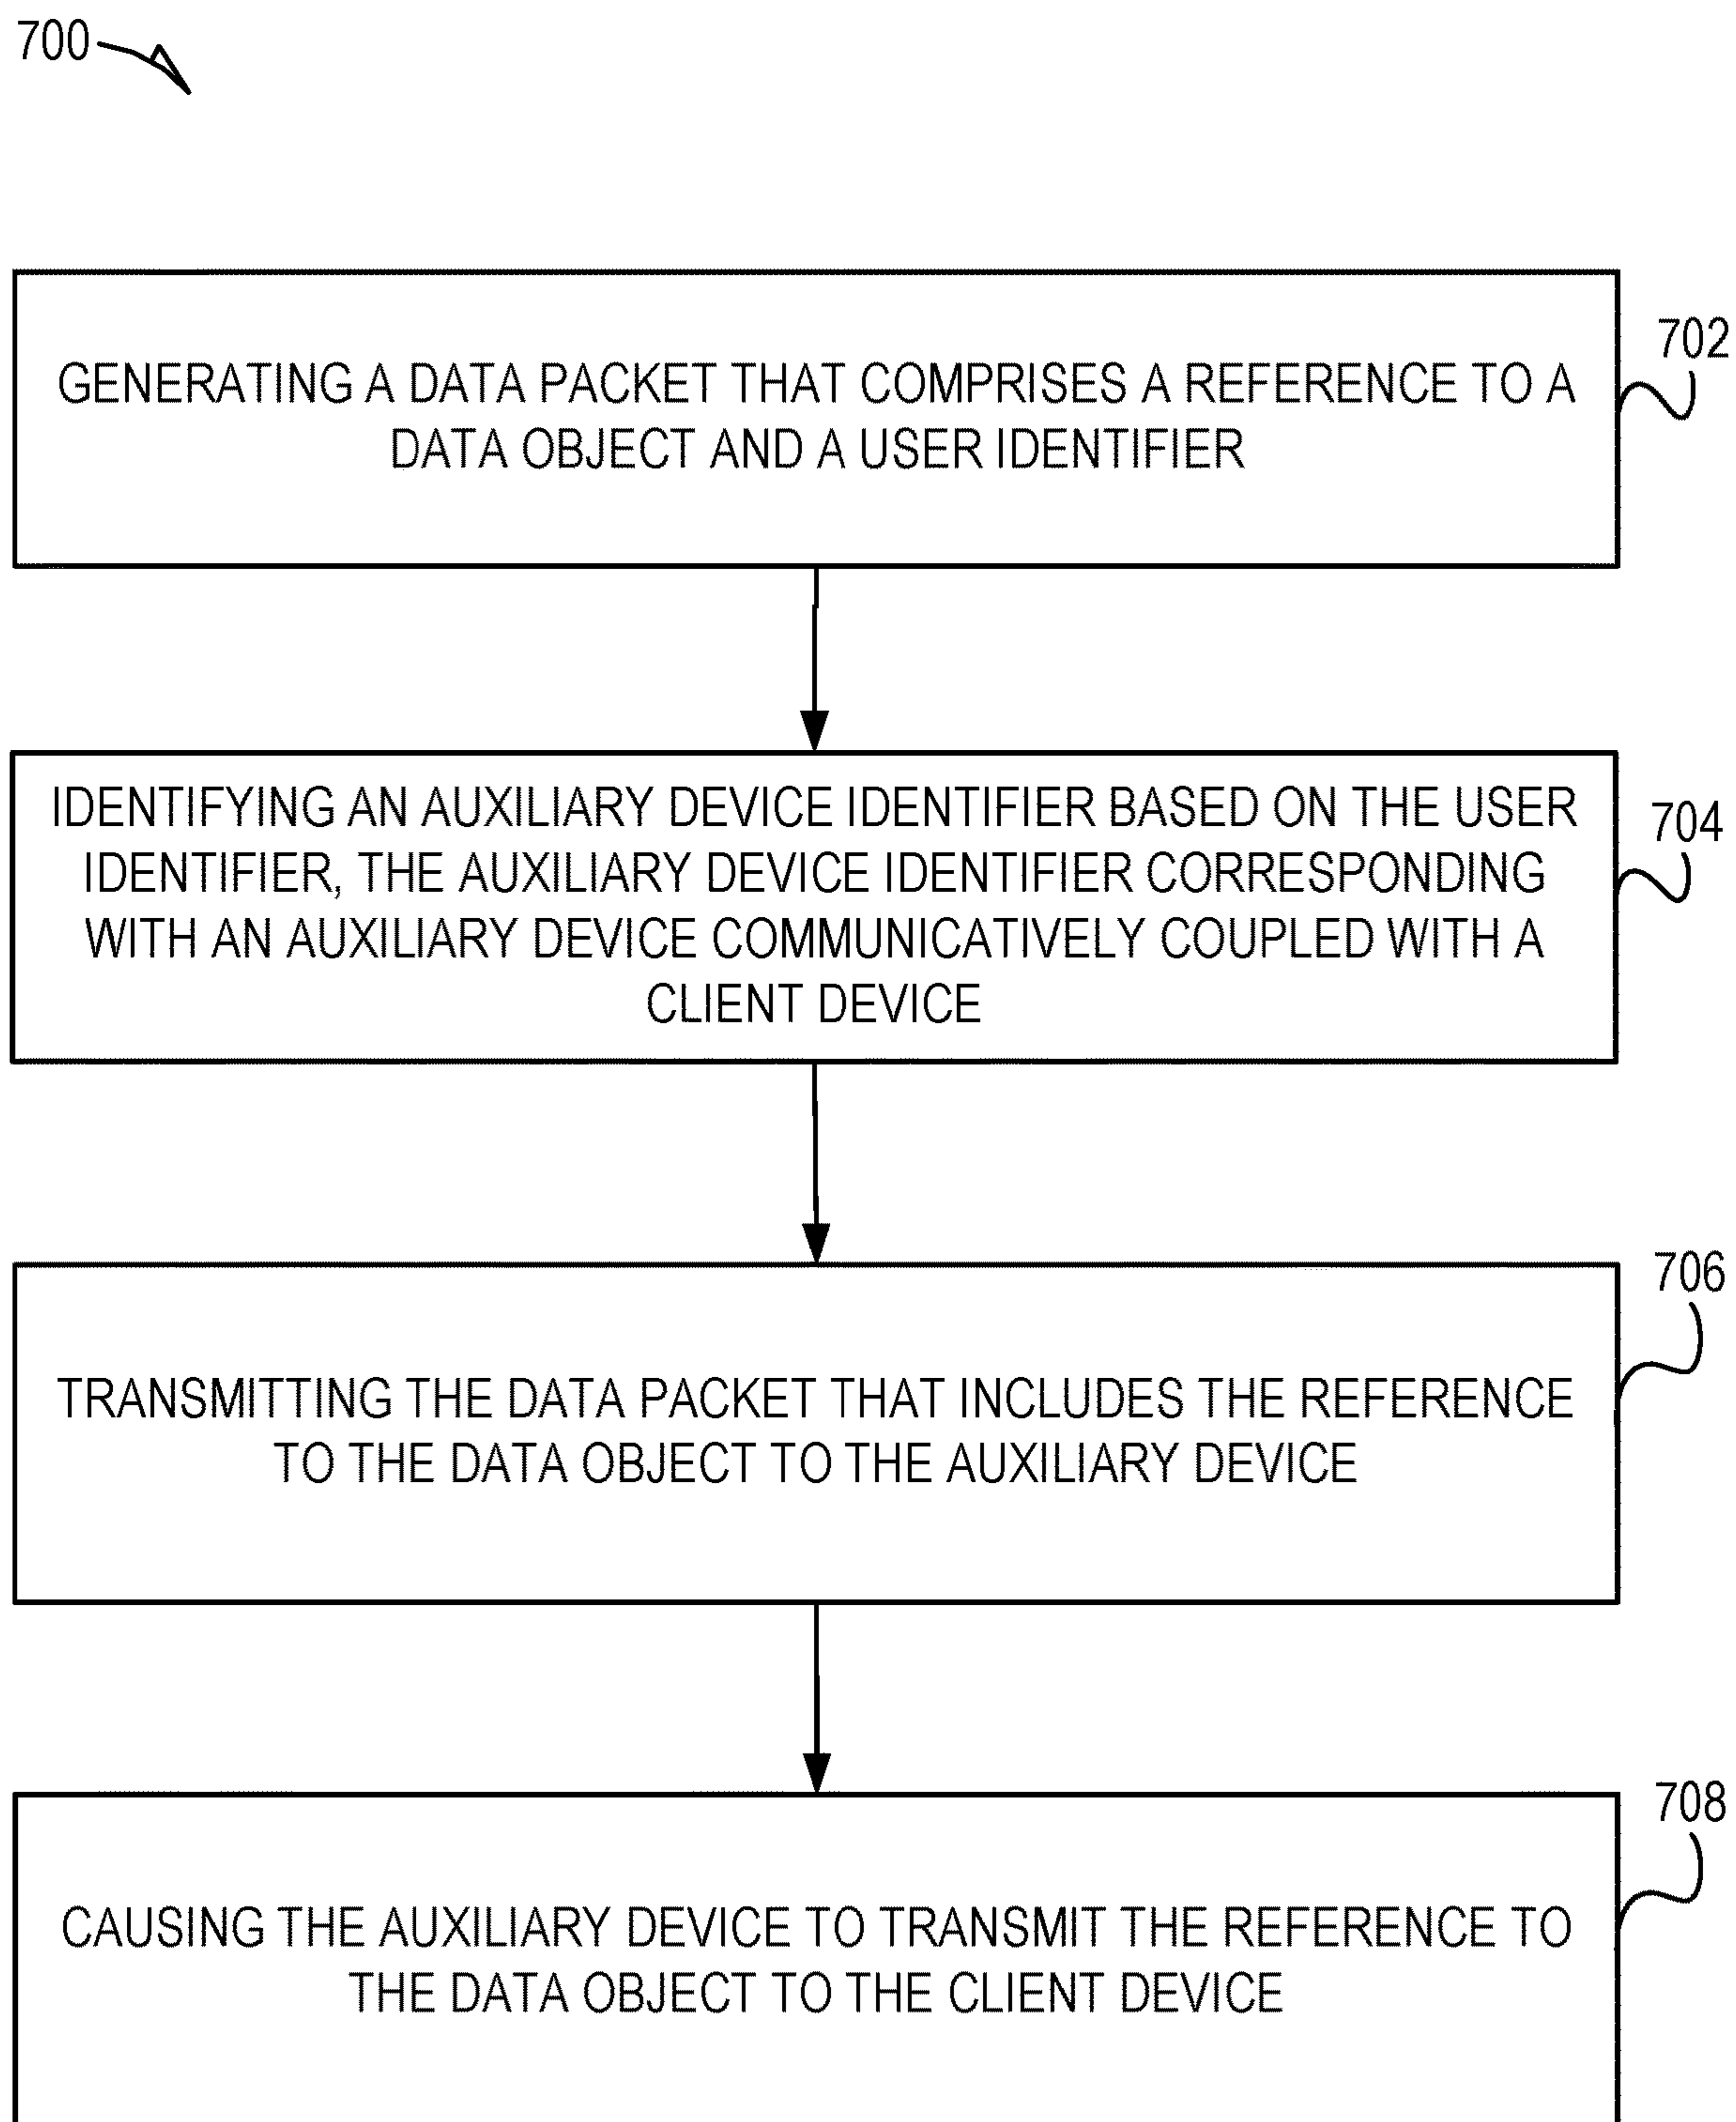 700
702
GENERATING A DATA PACKET THAT COMPRISES A REFERENCE TO A
DATA OBJECT AND A USER IDENTIFIER
704
IDENTIFYING AN AUXILIARY DEVICE IDENTIFIER BASED ON THE USER
IDENTIFIER, THE AUXILIARY DEVICE IDENTIFIER CORRESPONDING
WITH AN AUXILIARY DEVICE COMMUNICATIVELY COUPLED WITH A
CLIENT DEVICE
706
TRANSMITTING THE DATA PACKET THAT INCLUDES THE REFERENCE
TO THE DATA OBJECT TO THE AUXILIARY DEVICE
708
CAUSING THE AUXILIARY DEVICE TO TRANSMIT THE REFERENCE TO
THE DATA OBJECT TO THE CLIENT DEVICE